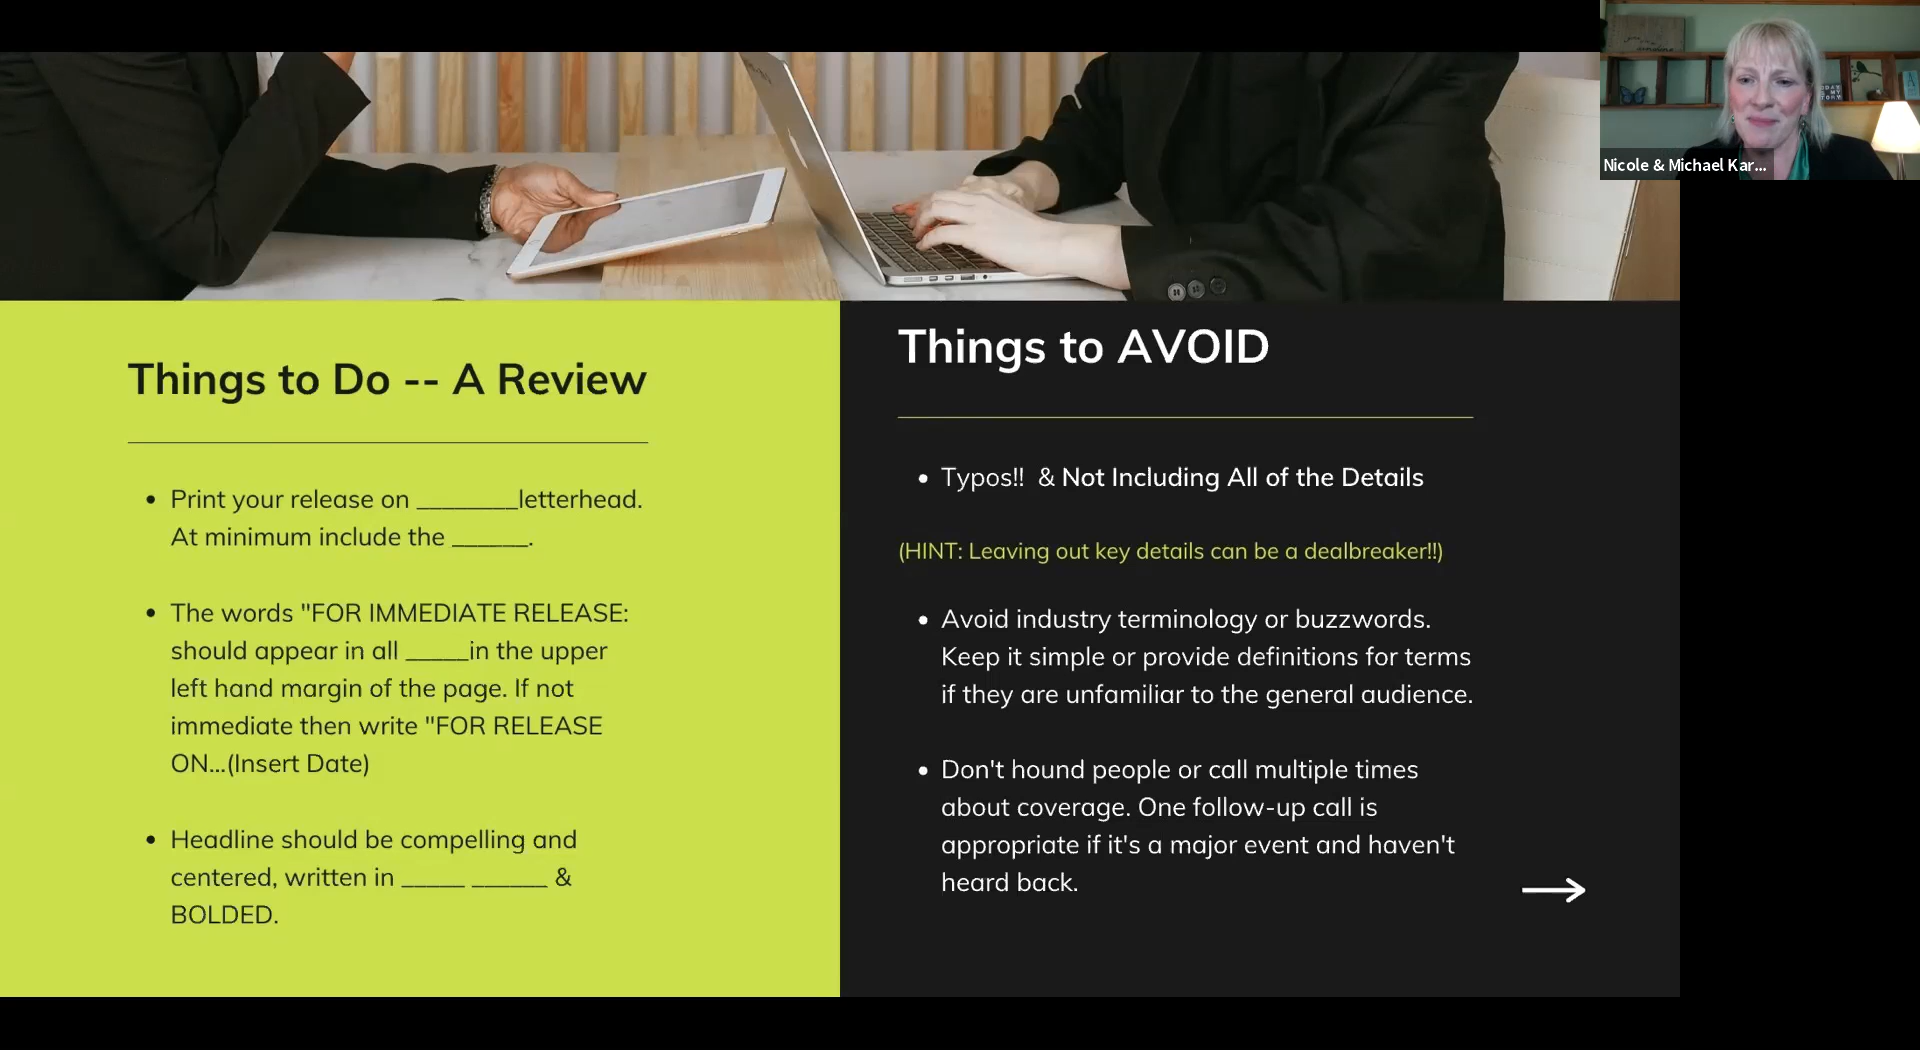 Nicole & Michael Kar...
Things to Do -- A Review
Print your release on ________letterhead.
At minimum include the ______.
The words "FOR IMMEDIATE RELEASE:
should appear in all _____in the upper
left hand margin of the page. If not
immediate then write "FOR RELEASE
ON...(Insert Date)
Headline should be compelling and
centered, written in _____ ______ &
BOLDED.
Things to AVOID
Typos!! & Not Including All of the Details
(HINT: Leaving out key details can be a dealbreaker!!)
Avoid industry terminology or buzzwords.
Keep it simple or provide definitions for terms
if they are unfamiliar to the general audience.
Don't hound people or call multiple times
about coverage. One follow-up call is
appropriate if it's a major event and haven't
heard back.